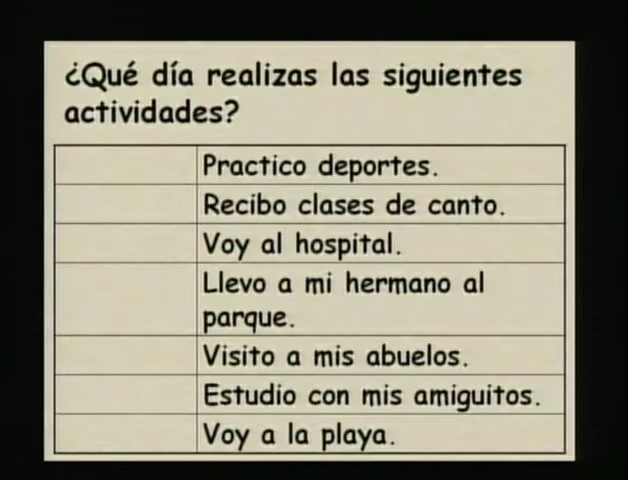 ¿Qué día realizas las siguientes
actividades?
Practico deportes.
Recibo clases de canto.
Voy al hospital.
Llevo a mi hermano al
parque.
Visito a mis abuelos.
Estudio con mis amiguitos.
Voy a la playa.